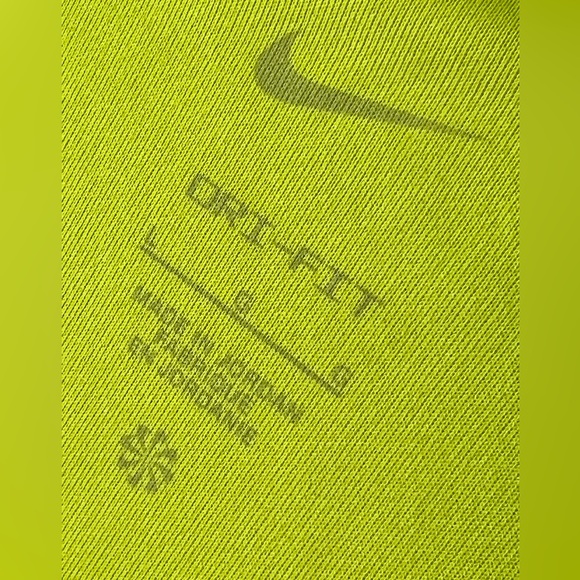 DRI-FIT
L G G
MADE IN JORDAN
FABRIQUÉ
EN JORDANIE